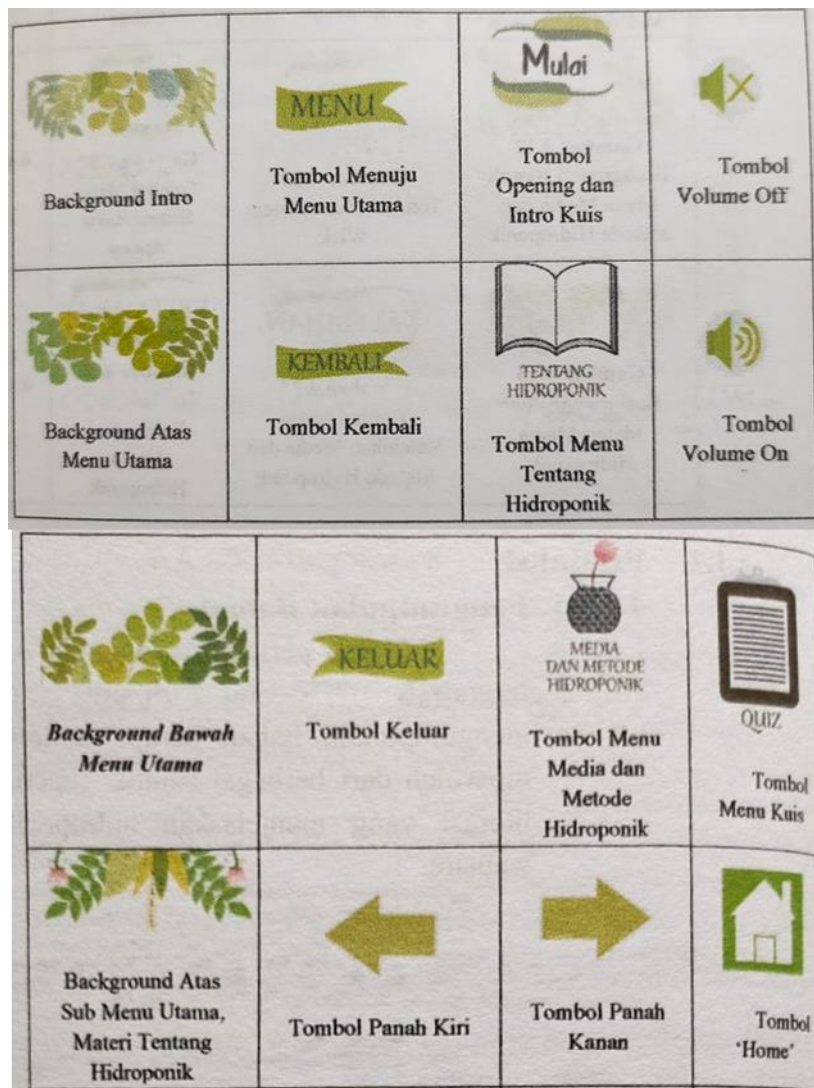 MENU
Mulai
Background Intro
Tombol Menuju
Menu Utama
Tombol
Opening dan
Intro Kuis
Tombol
Volume Off
KEMBALI
TENTANG
HIDROPONIK
Background Atas
Menu Utama
Tombol Kembali
Tombol Menu
Tentang
Hidroponik
Tombol
Volume On
KELUAR
MEDIA
DAN METODE
HIDROPONIK
QUIZ
Background Bawah
Menu Utama
Tombol Keluar
Tombol Menu
Media dan
Metode
Hidroponik
Tombol
Menu Kuis
Background Atas
Sub Menu Utama,
Materi Tentang
Hidroponik
Tombol Panah Kiri
Tombol Panah
Kanan
Tombol
'Home'